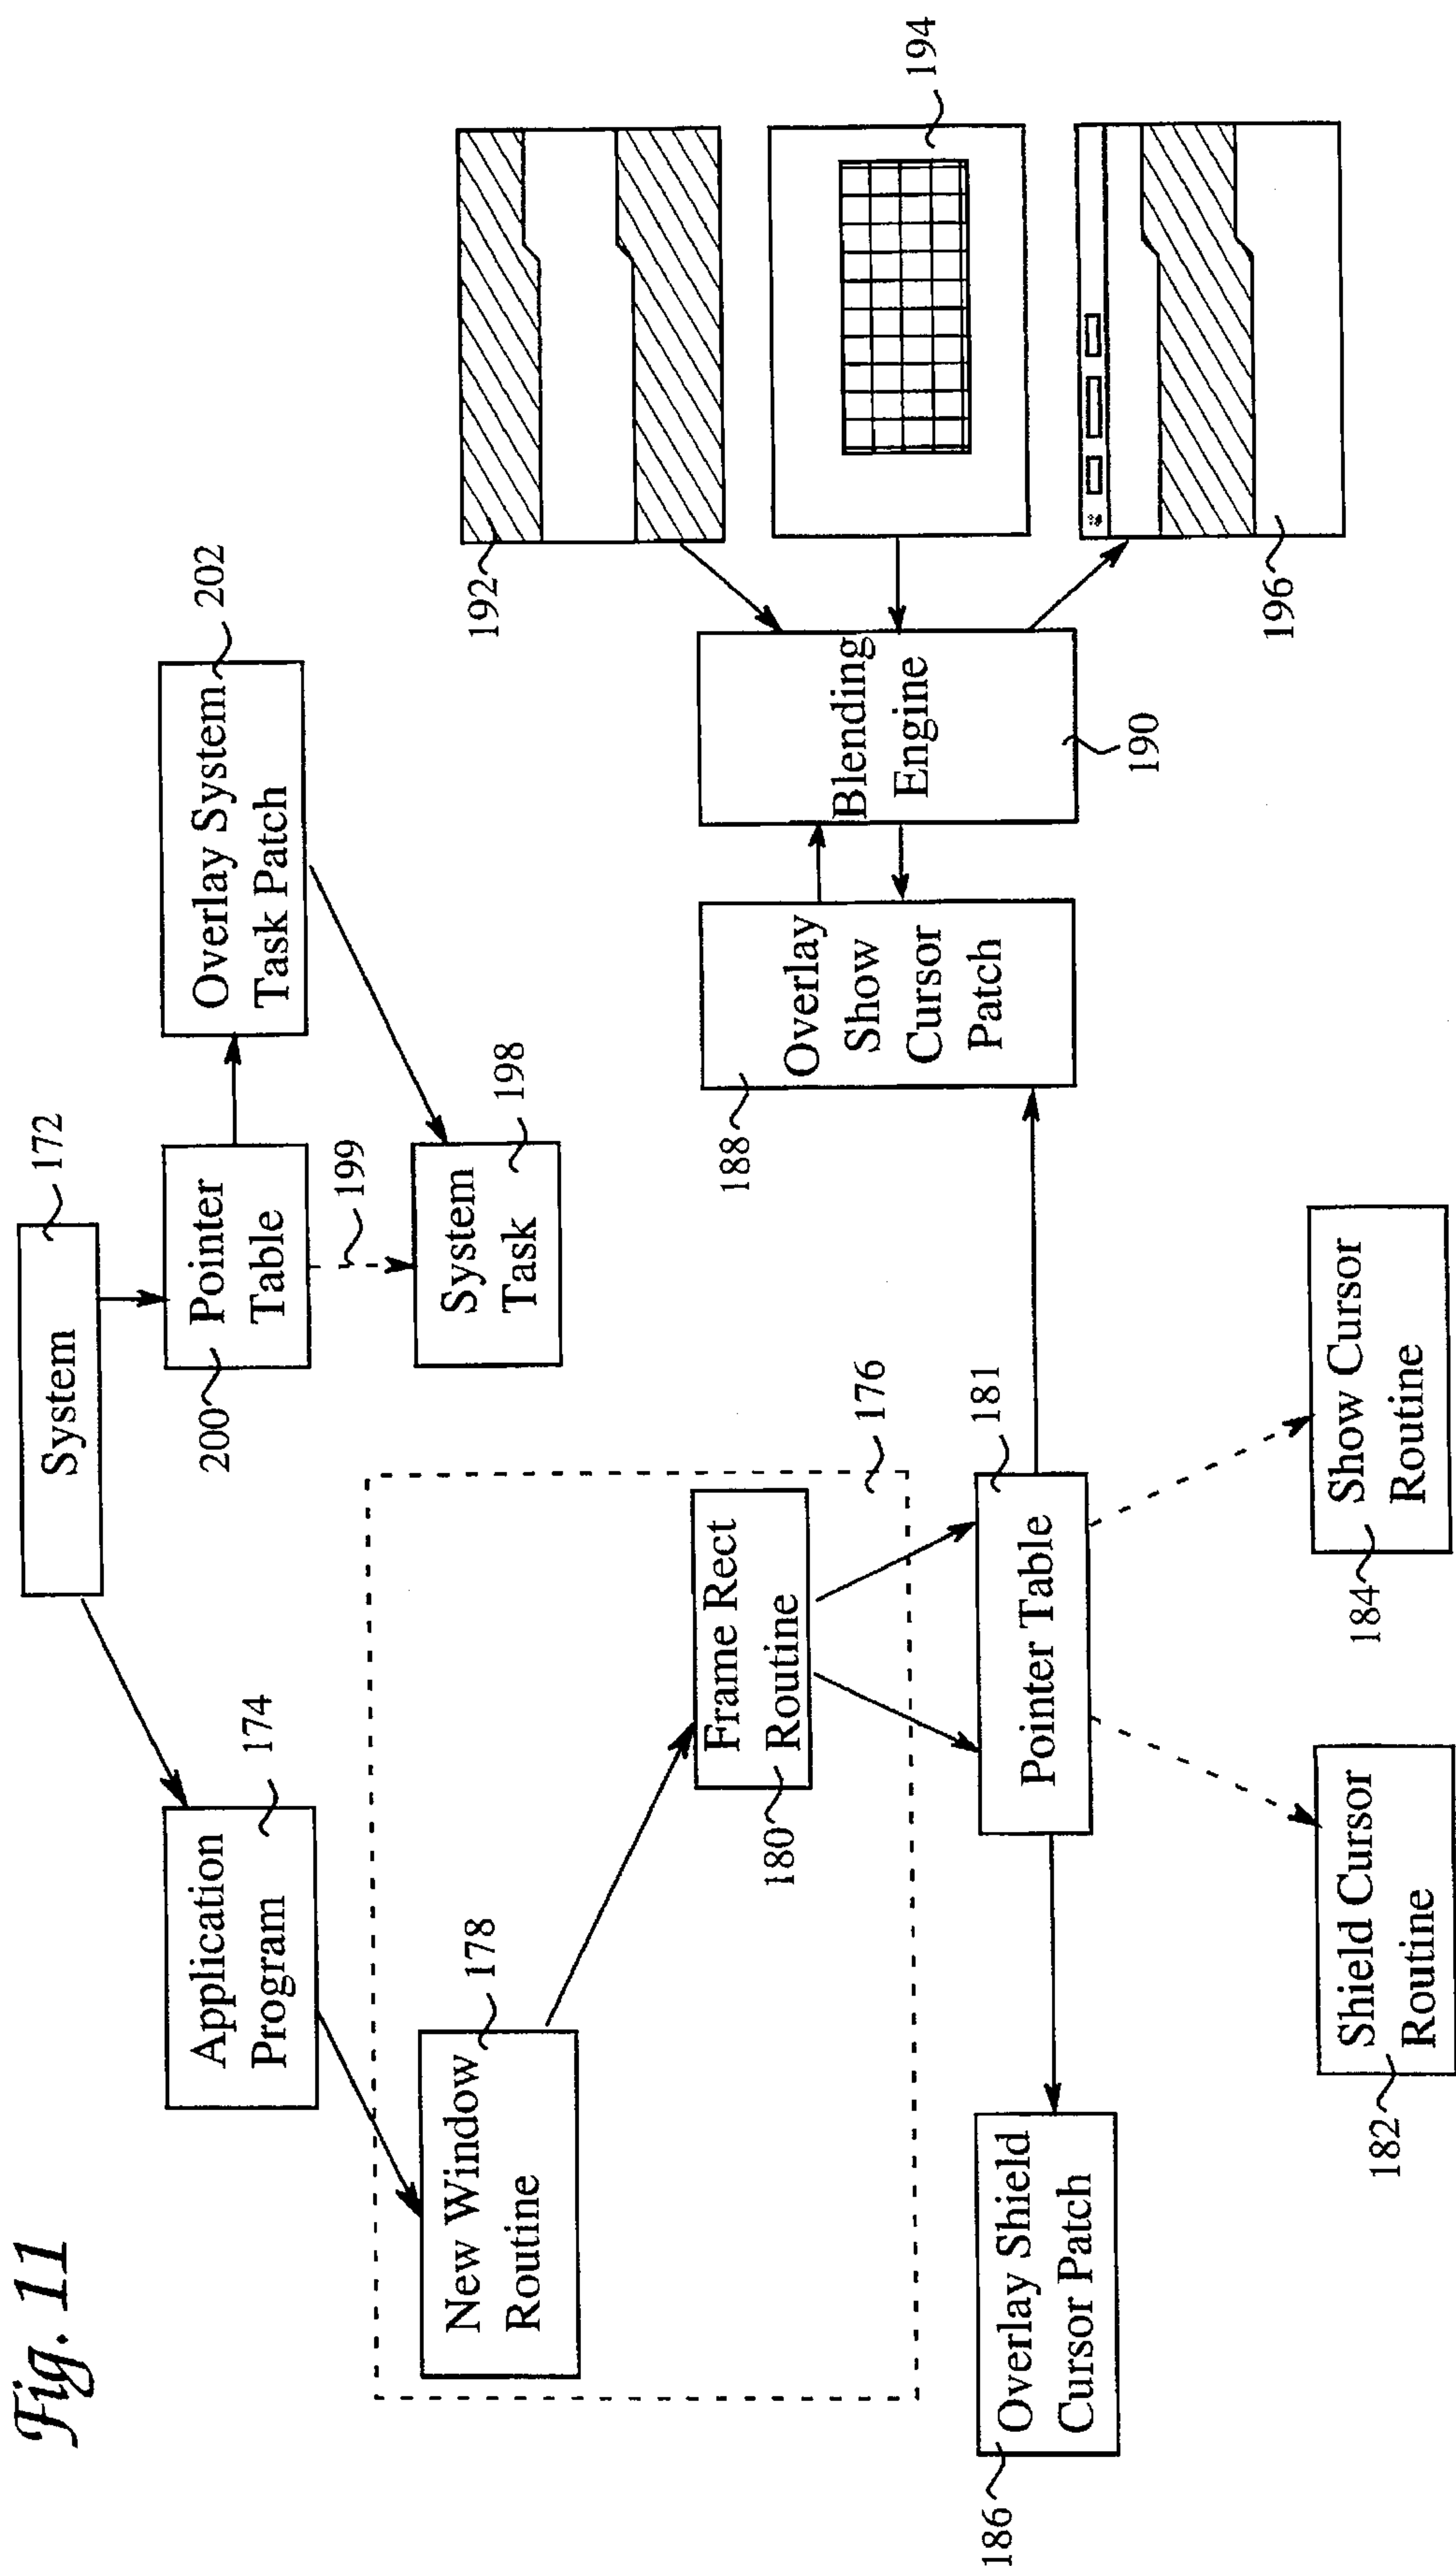 Fig. 11
System
172
Application
Program
174
Pointer
Table
200
Overlay System
Task Patch
202
199
System
Task
198
176
New Window
Routine
178
Frame Rect
Routine
180
Pointer Table
181
Overlay Shield
Cursor Patch
186
Shield Cursor
Routine
182
Show Cursor
Routine
184
Overlay
Show
Cursor
Patch
188
Blending
Engine
190
192
194
196